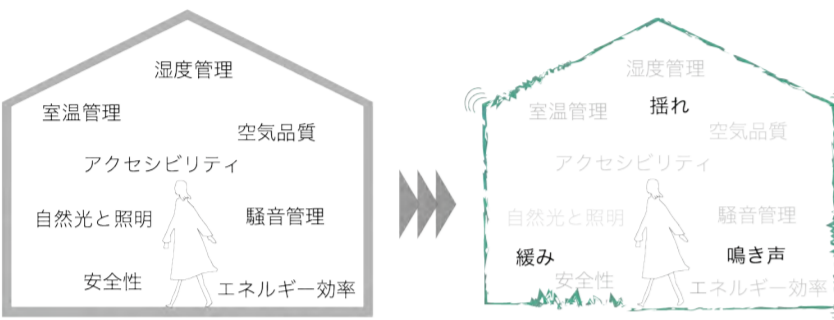 湿度管理
室温管理
空気品質
アクセシビリティ
自然光と照明
騒音管理
安全性
エネルギー効率
湿度管理
揺れ
室温管理
空気品質
アクセシビリティ
自然光と照明
騒音管理
緩み
鳴き声
安全性
エネルギー効率